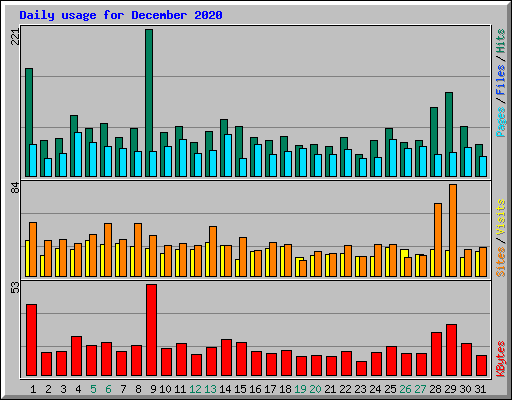 Daily usage for December 2020
221
Pages / Files / Hits
84
Sites / Visits
53
KBytes
1 2 3 4 5 6 7 8 9 10 11 12 13 14 15 16 17 18 19 20 21 22 23 24 25 26 27 28 29 30 31